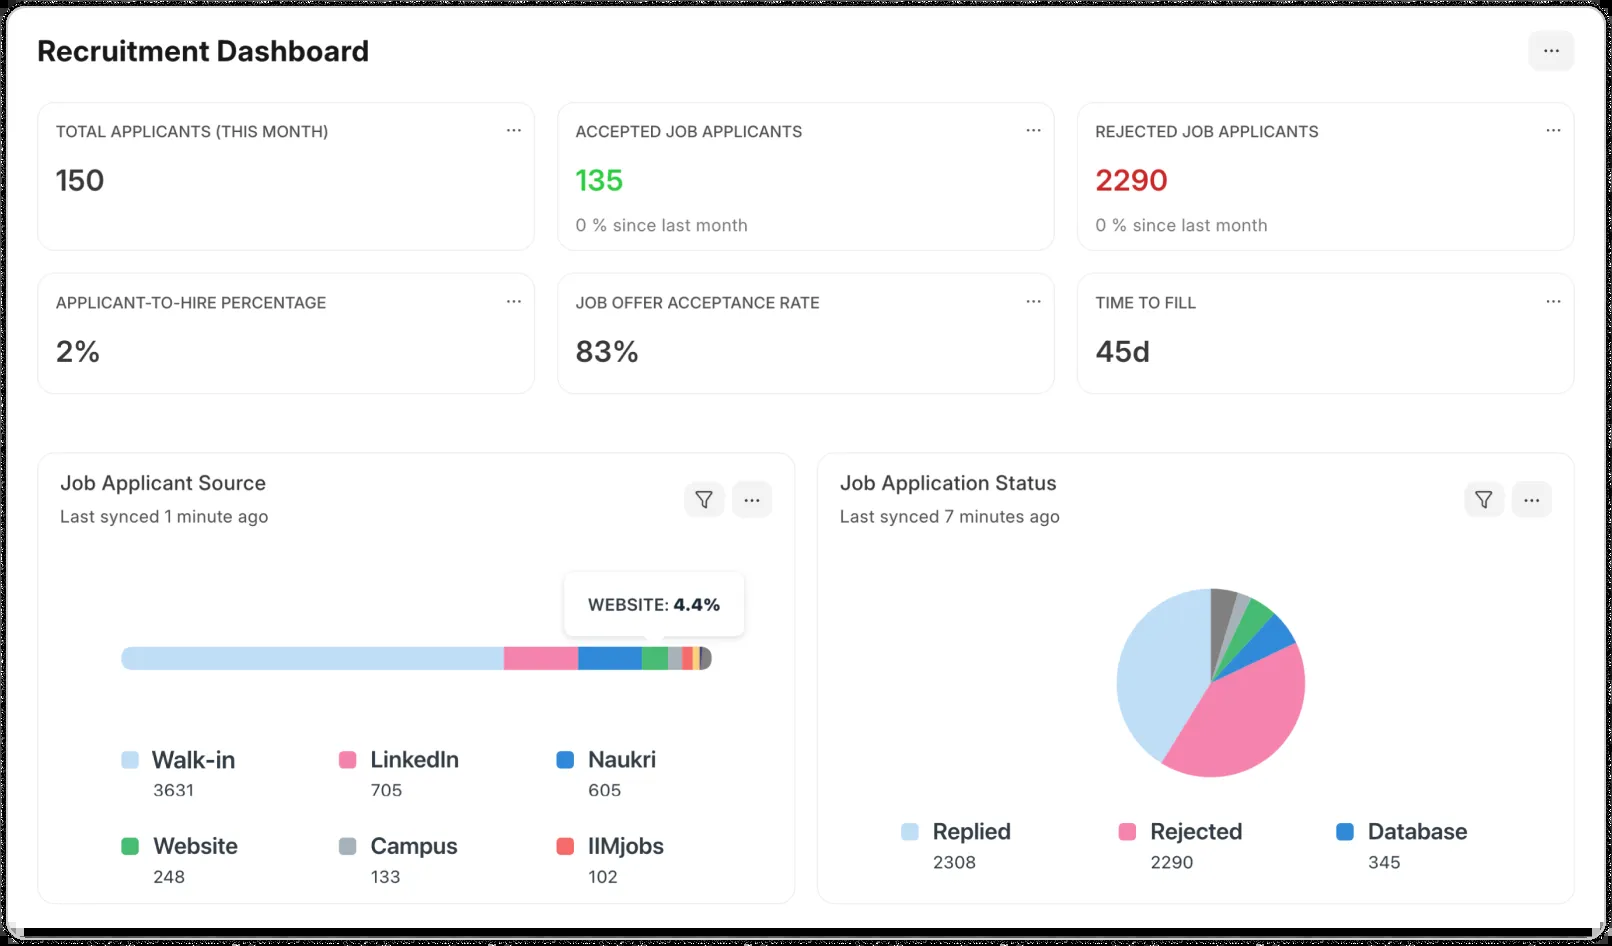 Recruitment Dashboard
TOTAL APPLICANTS (THIS MONTH)
150
ACCEPTED JOB APPLICANTS
135
0 % since last month
REJECTED JOB APPLICANTS
2290
0 % since last month
APPLICANT-TO-HIRE PERCENTAGE
2%
JOB OFFER ACCEPTANCE RATE
83%
TIME TO FILL
45d
Job Applicant Source
Last synced 1 minute ago
WEBSITE: 4.4%
Walk-in
3631
LinkedIn
705
Naukri
605
Website
248
Campus
133
IIMjobs
102
Job Application Status
Last synced 7 minutes ago
Replied
2308
Rejected
2290
Database
345